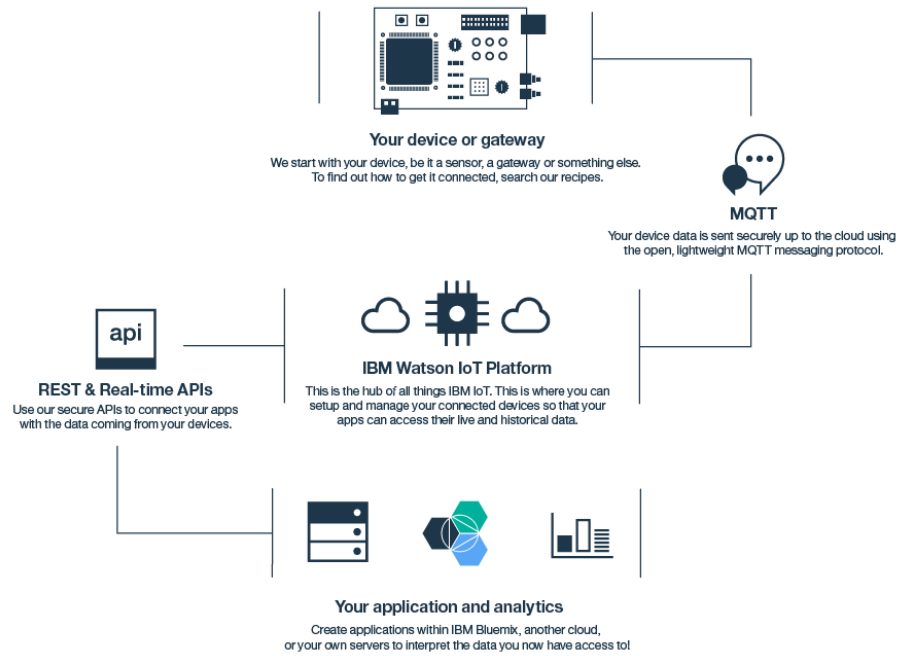 Your device or gateway
We start with your device, be it a sensor, a gateway or something else.
To find out how to get it connected, search our recipes.
MQTT
Your device data is sent securely up to the cloud using
the open, lightweight MQTT messaging protocol.
api
REST & Real-time APIs
Use our secure APIs to connect your apps
with the data coming from your devices.
IBM Watson IoT Platform
This is the hub of all things IBM IoT. This is where you can
setup and manage your connected devices so that your
apps can access their live and historical data.
Your application and analytics
Create applications within IBM Bluemix, another cloud,
or your own servers to interpret the data you now have access to!